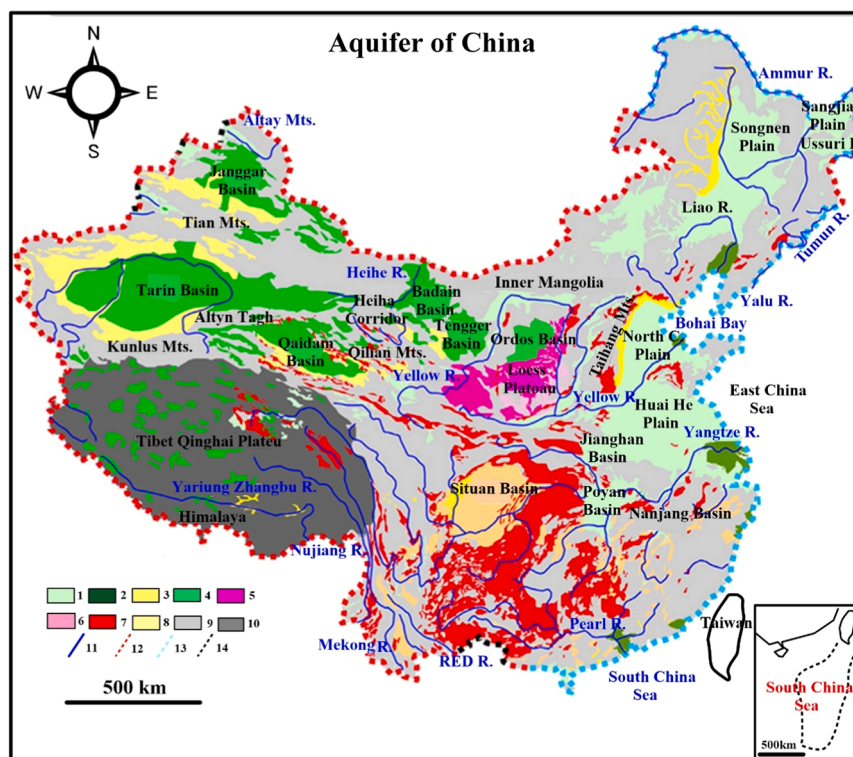 Aquifer of China
N
W E
S
Ammur R.
Altay Mts.
Sangjia
Plain
Ussuri
Songnen
Plain
Janggar
Basin
Liao R.
Tian Mts.
Tumun R.
Heihe R.
Inner Mangolia
Badain
Basin
Tarin Basin
Yalu R.
Heiha
Corridor
Altyn Tagh
Tengger
Basin
Taihang Mts.
Bohai Bay
North C.
Plain
Ordos Basin
Kunlus Mts.
Qaidam
Basin
Qilian Mts.
Loess
Platoau
Yellow R.
Yellow R.
East China
Sea
Huai He
Plain
Yangtze R.
Jianghan
Basin
Tibet Qinghai Plateu
Situan Basin
Poyan
Basin
Nanjang Basin
Yariung Zhangbu R.
Himalaya
Nujiang R.
1 2 3 4 5
6 7 8 9 10
11 12 13 14
Pearl R.
Taiwan
Mekong R.
RED R.
South China
Sea
500 km
South China
Sea
500km